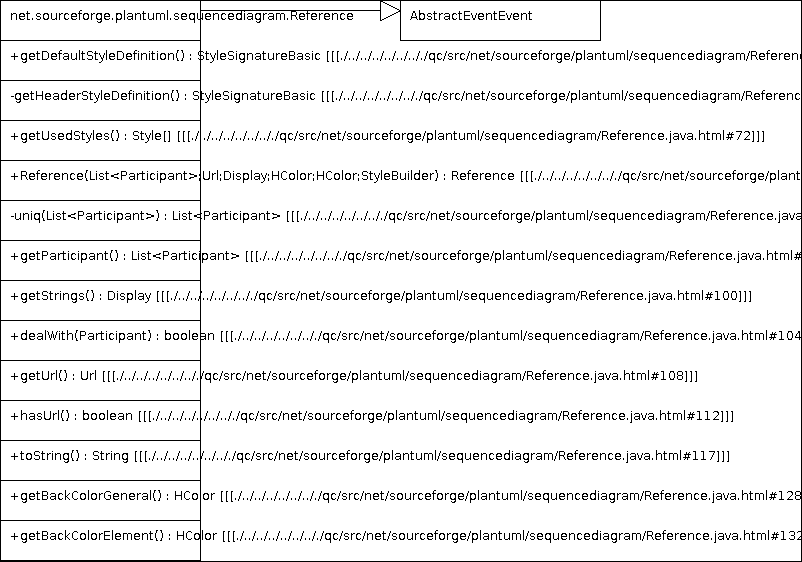 net.sourceforge.plantuml.sequencediagram.Reference
AbstractEventEvent
+getDefaultStyleDefinition() : StyleSignatureBasic [[[./../../../../../../qc/src/net/sourceforge/plantuml/sequencediagram/Referenc
-getHeaderStyleDefinition() : StyleSignatureBasic [[[./../../../../../../qc/src/net/sourceforge/plantuml/sequencediagram/Referenc
+getUsedStyles() : Style[] [[[./../../../../../../qc/src/net/sourceforge/plantuml/sequencediagram/Reference.java.html#72]]]
+Reference(List<Participant>;Url;Display;HColor;HColor;StyleBuilder) : Reference [[[./../../../../../../qc/src/net/sourceforge/plant
-uniq(List<Participant>) : List<Participant> [[[./../../../../../../qc/src/net/sourceforge/plantuml/sequencediagram/Reference.java
+getParticipant() : List<Participant> [[[./../../../../../../qc/src/net/sourceforge/plantuml/sequencediagram/Reference.java.html#
+getStrings() : Display [[[./../../../../../../qc/src/net/sourceforge/plantuml/sequencediagram/Reference.java.html#100]]]
+dealWith(Participant) : boolean [[[./../../../../../../qc/src/net/sourceforge/plantuml/sequencediagram/Reference.java.html#104
+getUrl() : Url [[[./../../../../../../qc/src/net/sourceforge/plantuml/sequencediagram/Reference.java.html#108]]]
+hasUrl() : boolean [[[./../../../../../../qc/src/net/sourceforge/plantuml/sequencediagram/Reference.java.html#112]]]
+toString() : String [[[./../../../../../../qc/src/net/sourceforge/plantuml/sequencediagram/Reference.java.html#117]]]
+getBackColorGeneral() : HColor [[[./../../../../../../qc/src/net/sourceforge/plantuml/sequencediagram/Reference.java.html#128
+getBackColorElement() : HColor [[[./../../../../../../qc/src/net/sourceforge/plantuml/sequencediagram/Reference.java.html#132